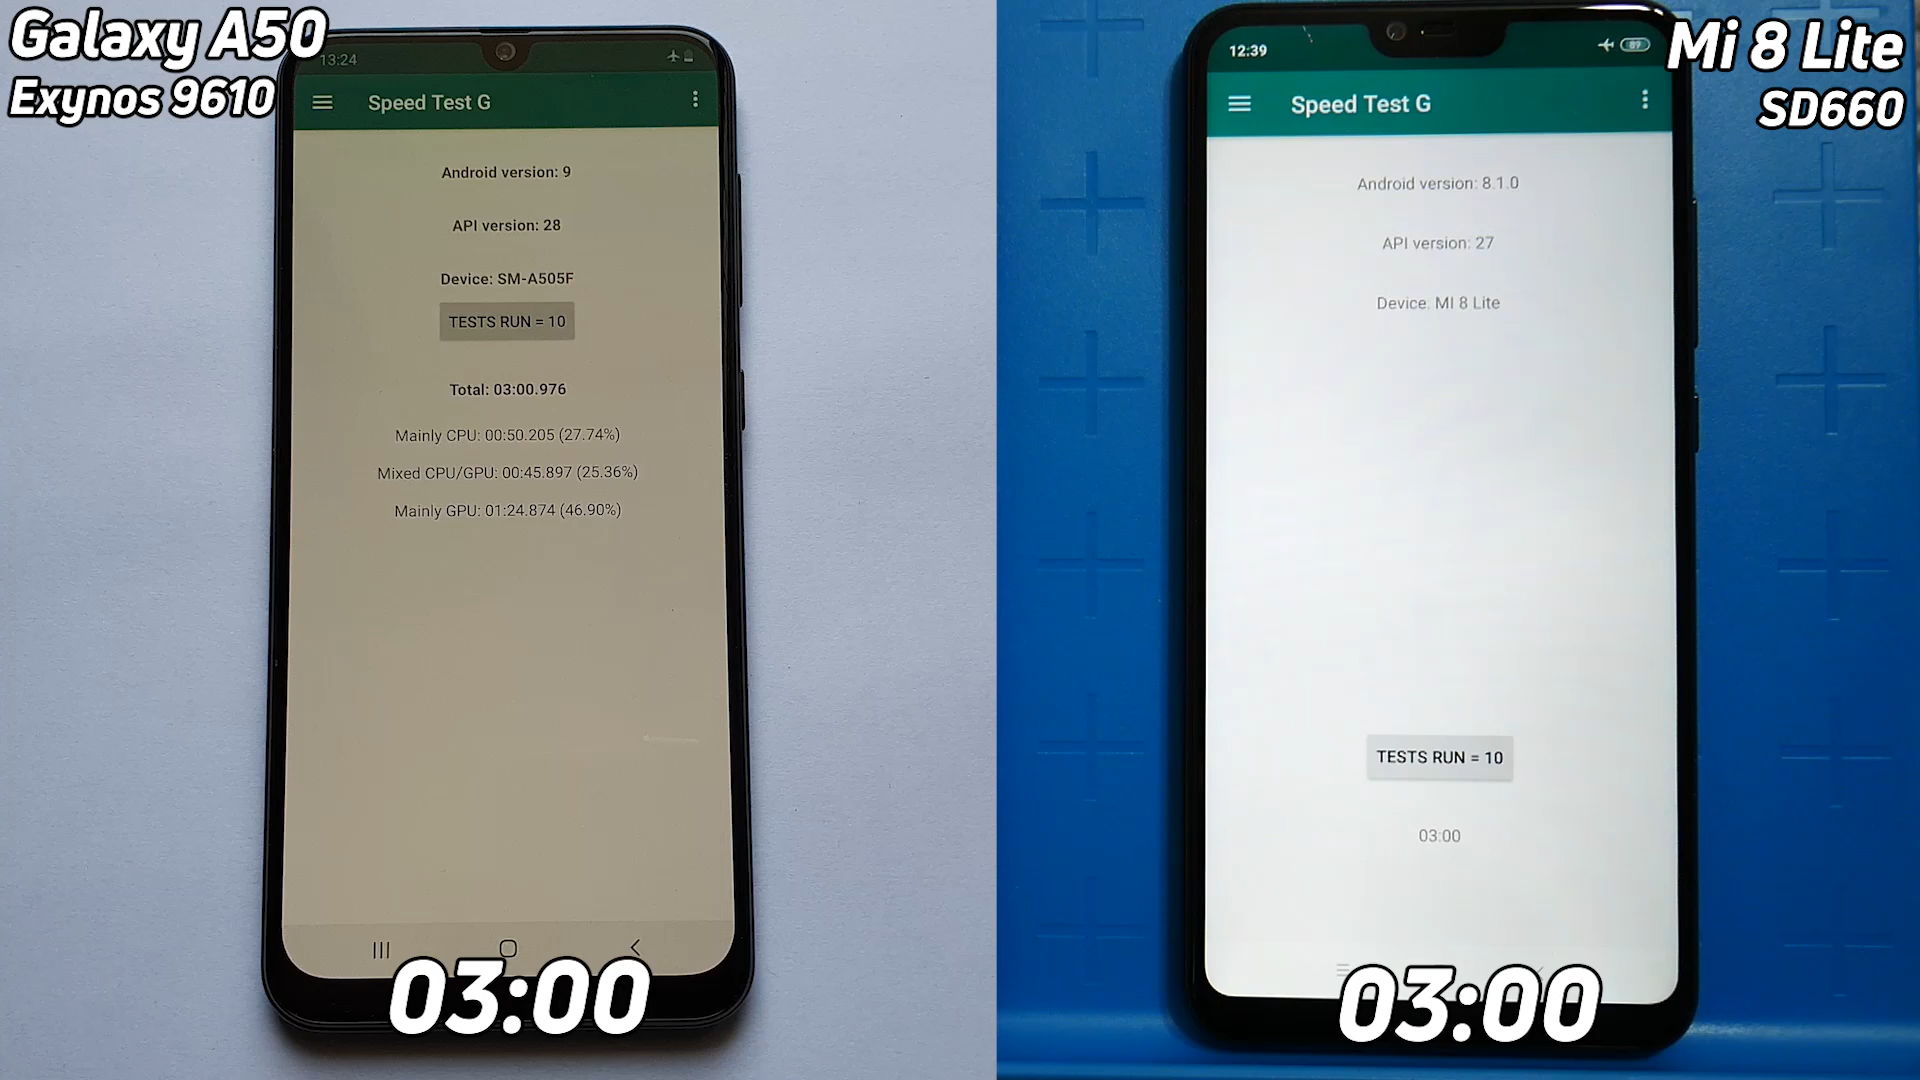 Galaxy A50
Exynos 9610
13:24
Speed Test G
Android version: 9
API version: 28
Device: SM-A505F
TESTS RUN = 10
Total: 03:00.976
Mainly CPU: 00:50.205 (27.74%)
Mixed CPU/GPU: 00:45.897 (25.36%)
Mainly GPU: 01:24.874 (46.90%)
03:00
Mi 8 Lite
SD660
12:39
89
Speed Test G
Android version: 8.1.0
API version: 27
Device: MI 8 Lite
TESTS RUN = 10
03:00
03:00